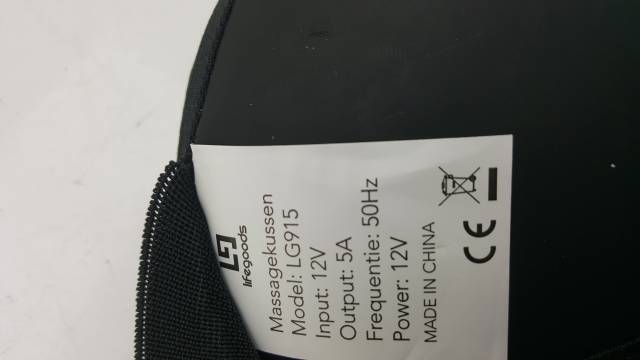 lifegoods
Massagekussen
Model: LG915
Input: 12V
Output: 5A
Frequentie: 50Hz
Power: 12V
MADE IN CHINA
CE